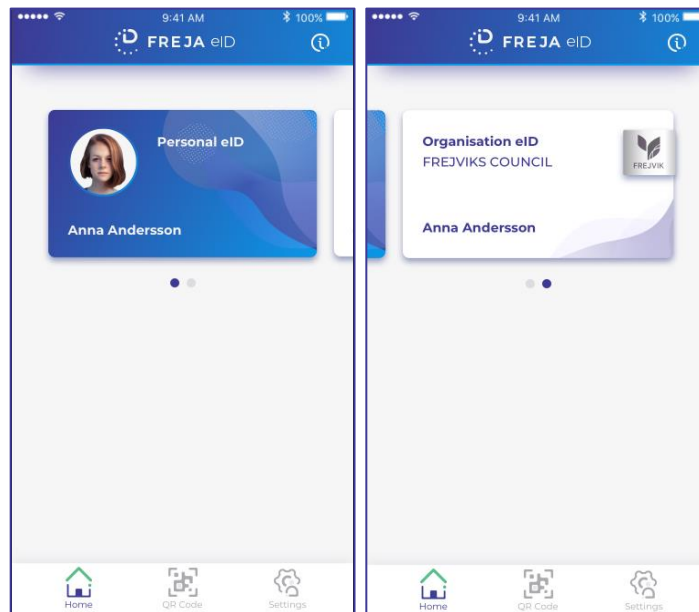 9:41 AM
100%
FREJA eID
Personal eID
Anna Andersson
Home
QR Code
Settings
9:41 AM
100%
FREJA eID
Organisation eID
FREJVIKS COUNCIL
FREJVIK
Anna Andersson
Home
QR Code
Settings